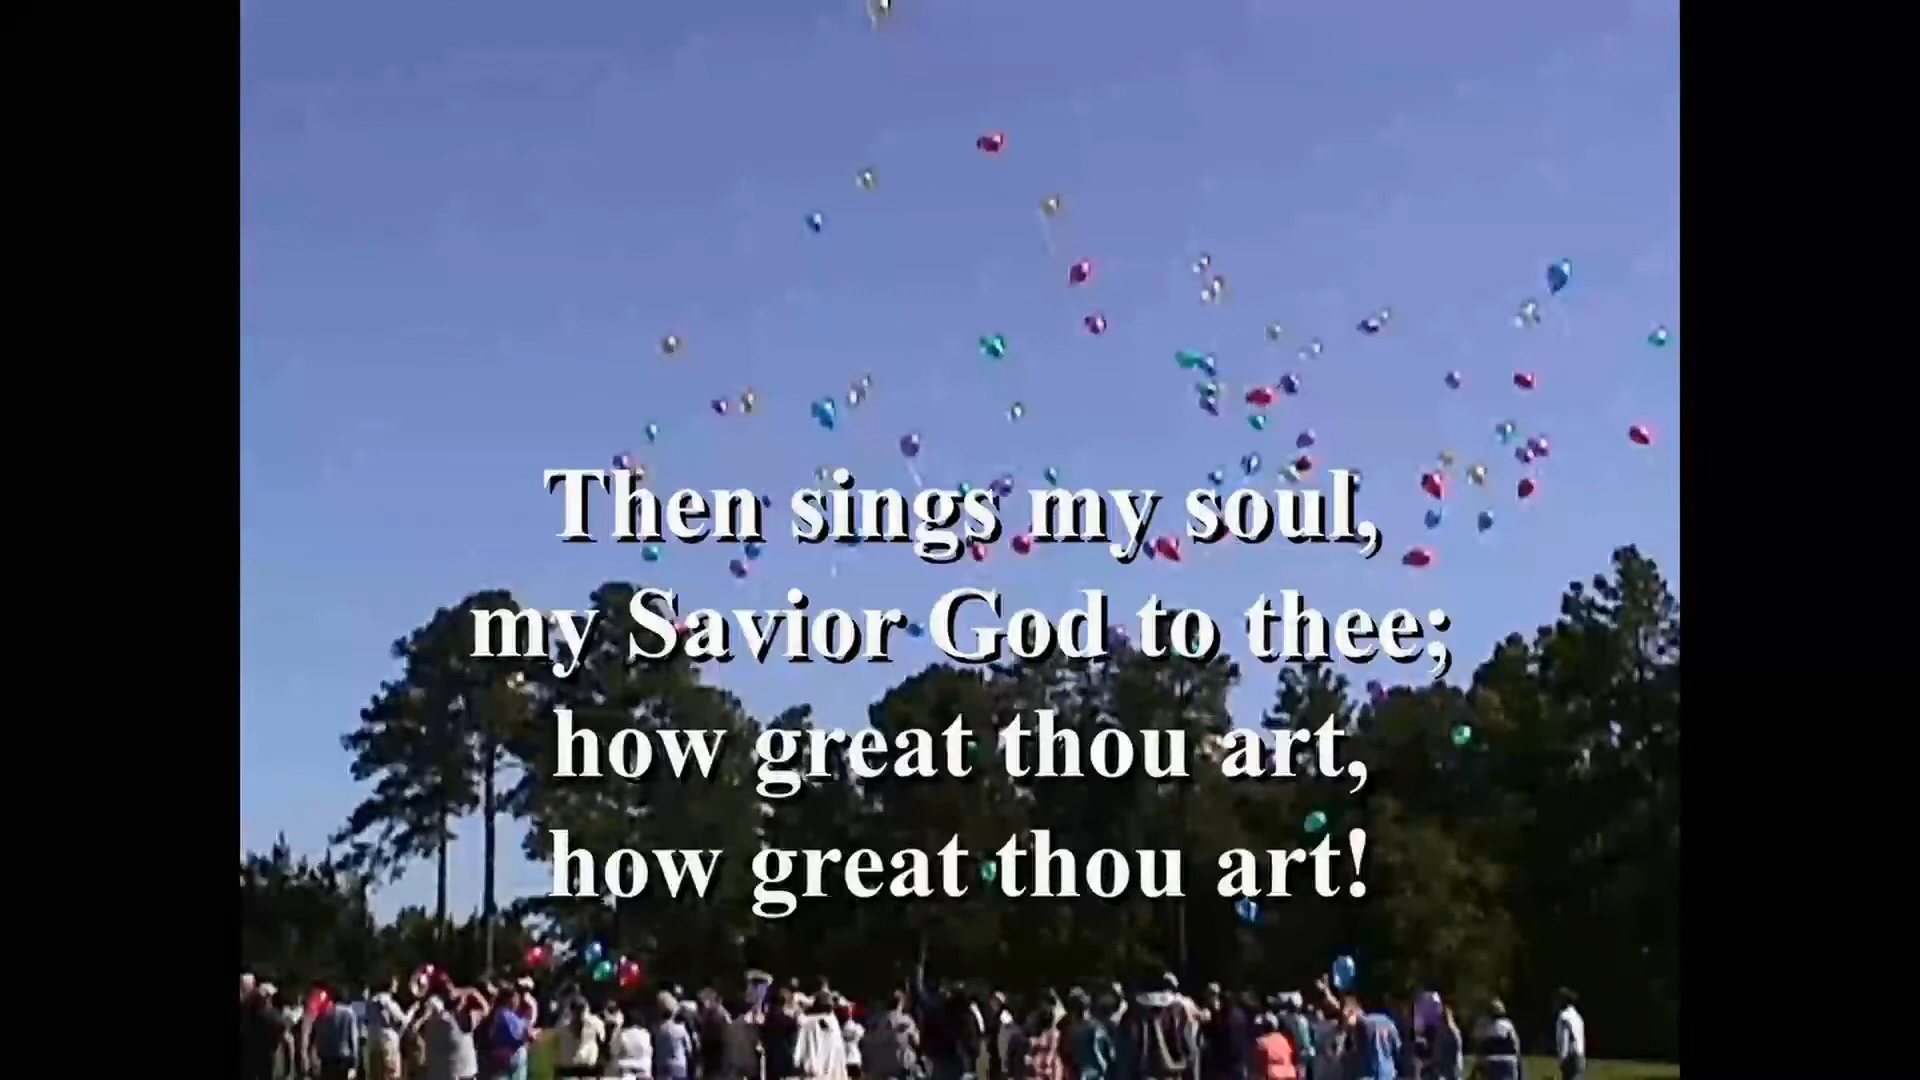 Then sings my soul,
my Savior God to thee;
how great thou art,
how great thou art!